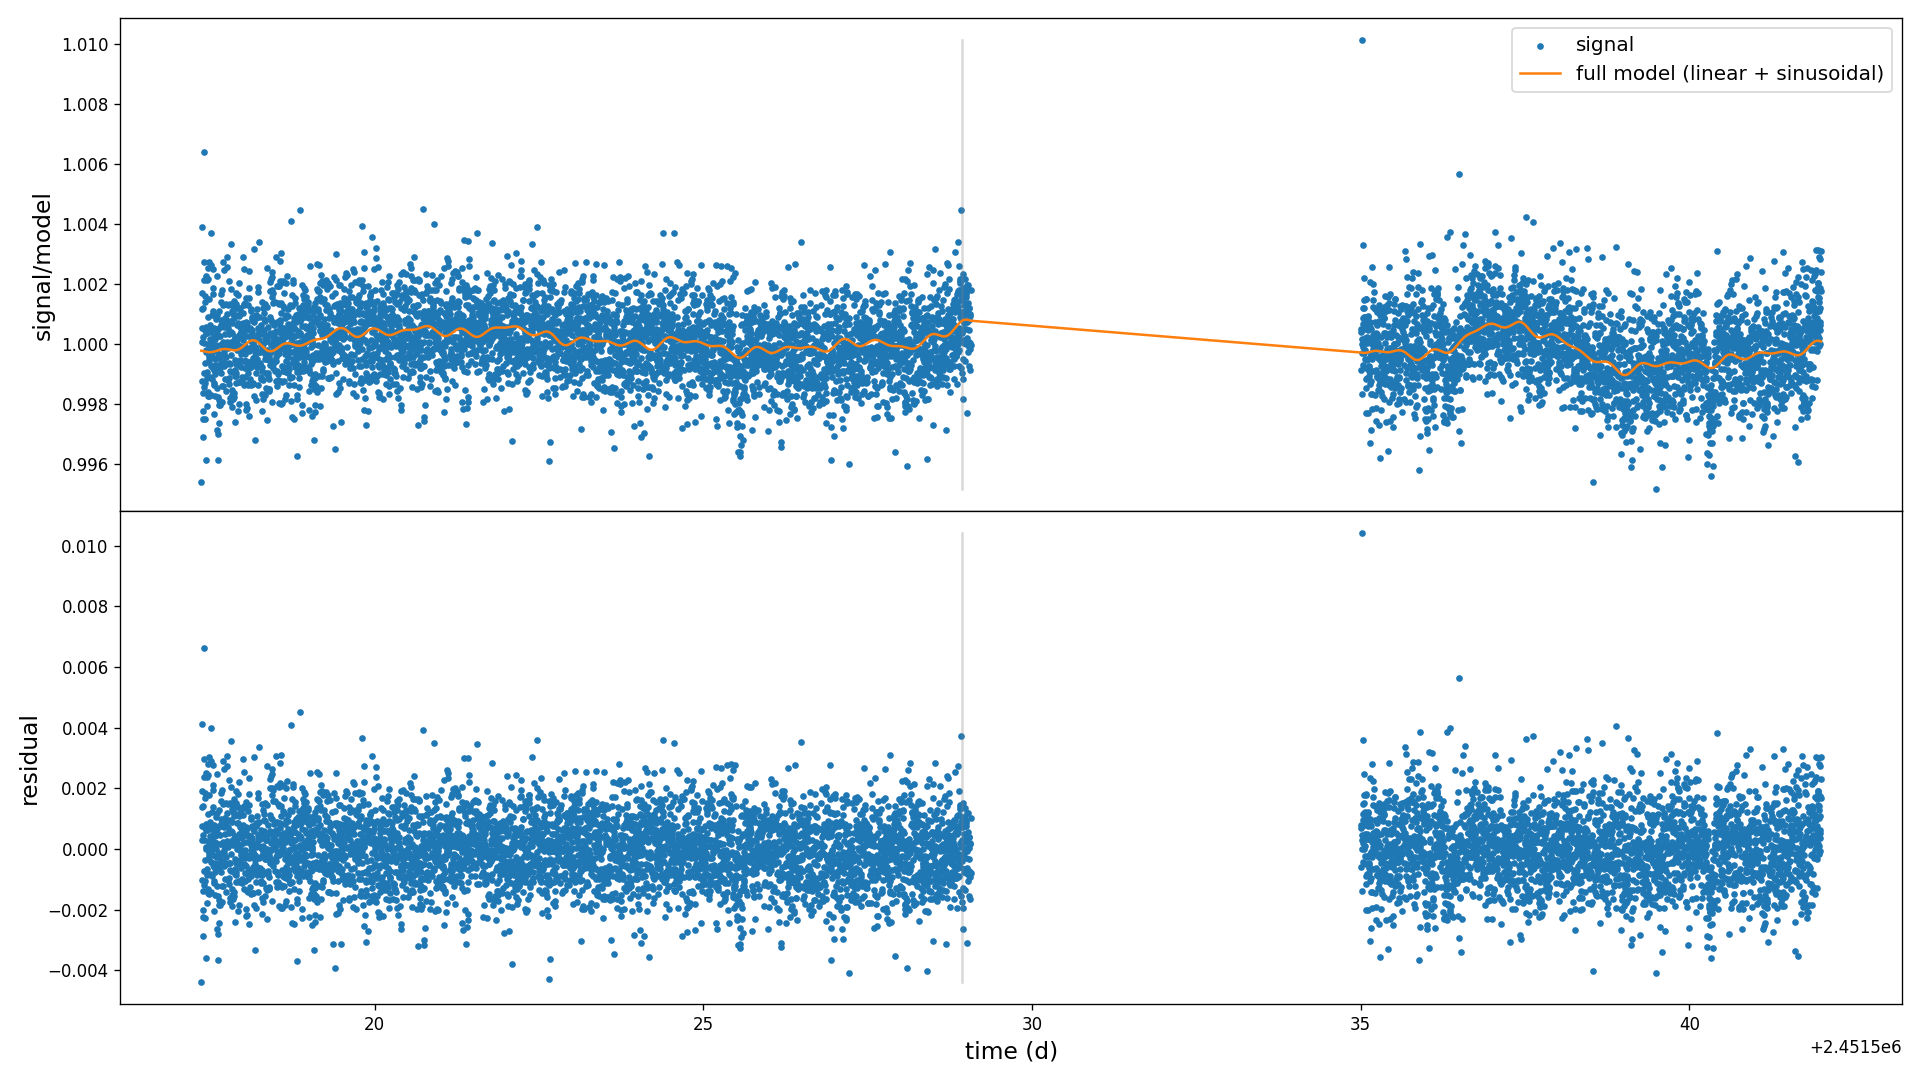 signal/model
1.010
1.008
1.006
1.004
1.002
1.000
0.998
0.996
signal
full model (linear + sinusoidal)
residual
0.010
0.008
0.006
0.004
0.002
0.000
−0.002
−0.004
20 25 30 35 40
time (d)
+2.4515e6